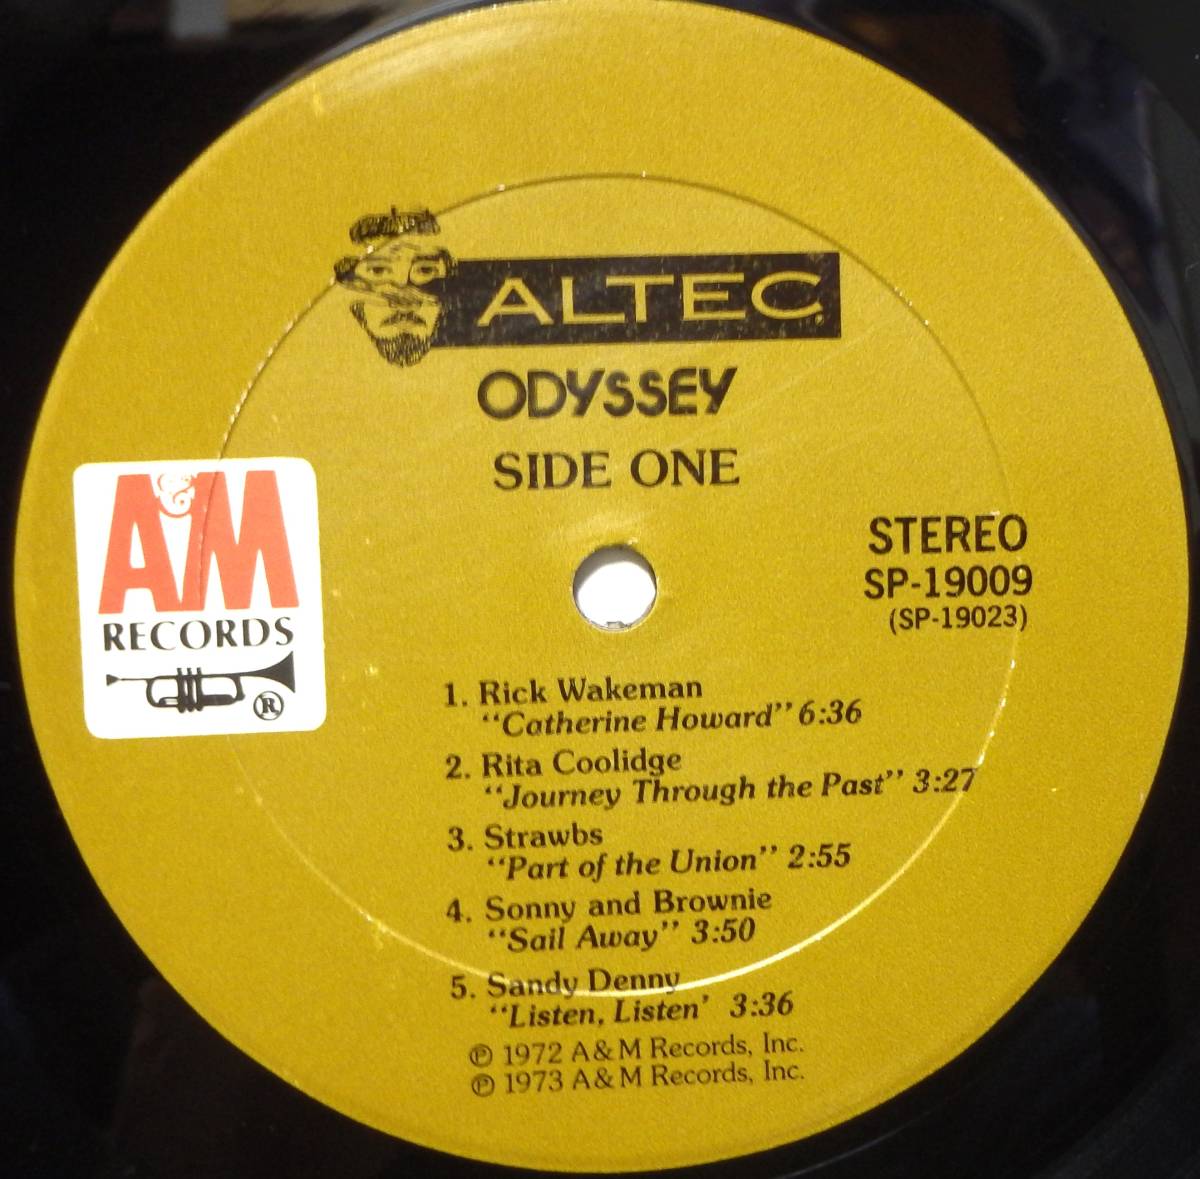 ALTEC
ODYSSEY
SIDE ONE
A&M
RECORDS
®
STEREO
SP-19009
(SP-19023)
1. Rick Wakeman
"Catherine Howard" 6:36
2. Rita Coolidge
"Journey Through the Past" 3:27
3. Strawbs
"Part of the Union" 2:55
4. Sonny and Brownie
"Sail Away" 3:50
5. Sandy Denny
"Listen, Listen' 3:36
℗ 1972 A&M Records, Inc.
℗ 1973 A&M Records, Inc.